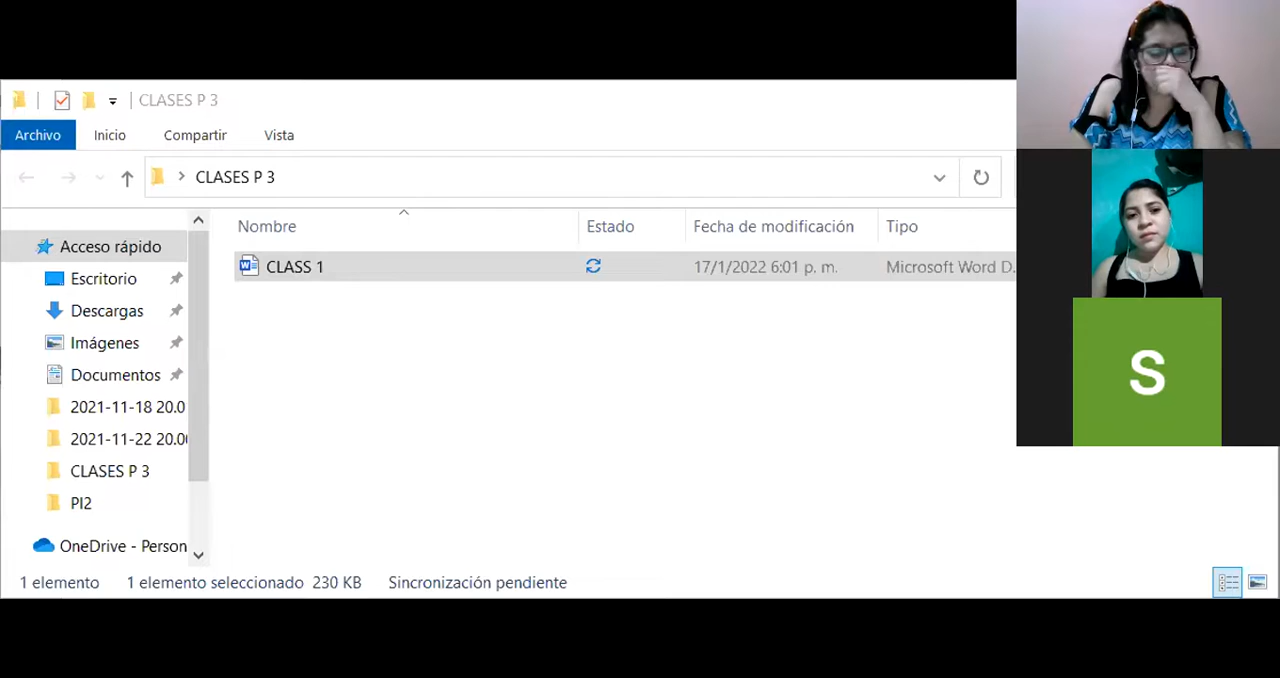 CLASES P 3
Archivo Inicio Compartir Vista
CLASES P 3
Nombre Estado Fecha de modificación Tipo
CLASS 1 17/1/2022 6:01 p. m. Microsoft Word D...
Acceso rápido
Escritorio
Descargas
Imágenes
Documentos
2021-11-18 20.0
2021-11-22 20.0
CLASES P 3
PI2
OneDrive - Person
1 elemento 1 elemento seleccionado 230 KB Sincronización pendiente
S